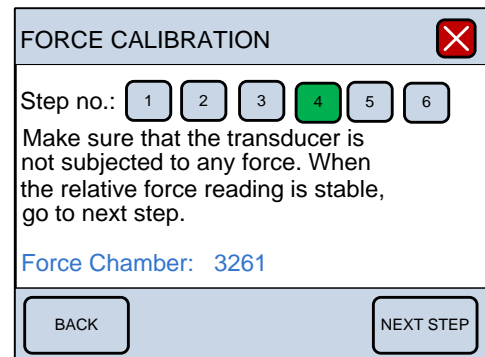 FORCE CALIBRATION
Step no.: 1 2 3 4 5 6
Make sure that the transducer is
not subjected to any force. When
the relative force reading is stable,
go to next step.
Force Chamber: 3261
BACK NEXT STEP